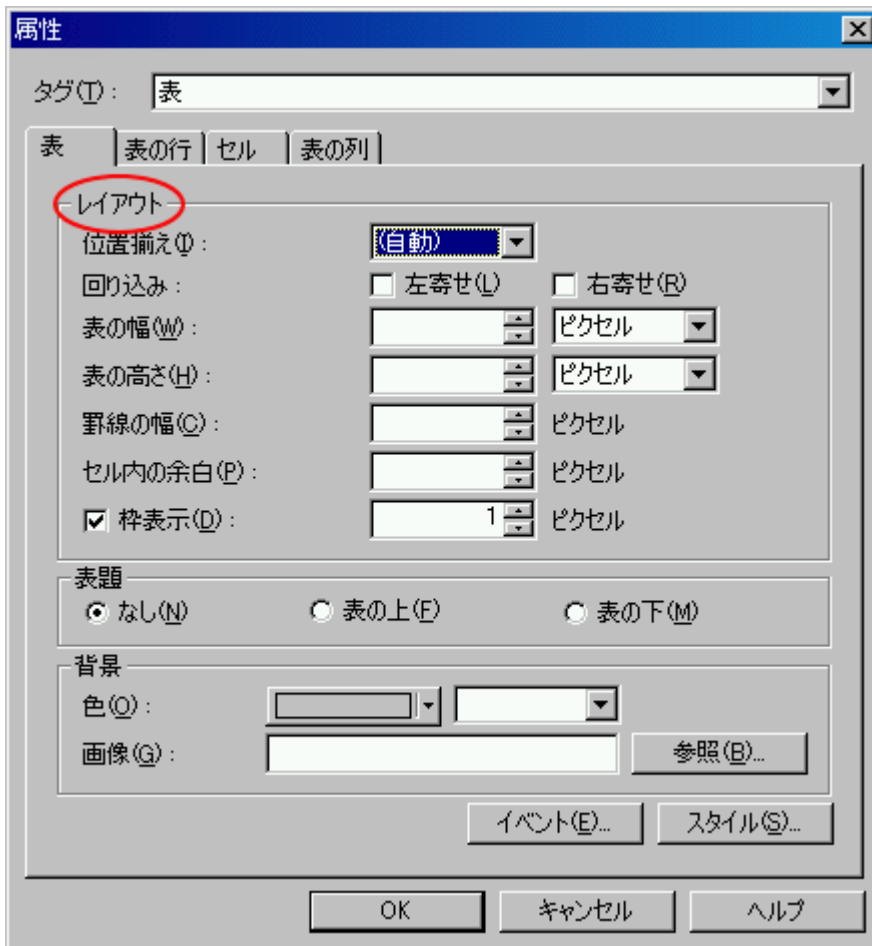 属性
タグ(T)： 表
表 表の行 セル 表の列
レイアウト
位置揃え(I)： (自動)
回り込み： 左寄せ(L) 右寄せ(R)
表の幅(W)： ピクセル
表の高さ(H)： ピクセル
罫線の幅(C)： ピクセル
セル内の余白(P)： ピクセル
枠表示(D)： 1 ピクセル
表題
なし(N) 表の上(F) 表の下(M)
背景
色(O)：
画像(G)： 参照(B)...
イベント(E)... スタイル(S)...
OK キャンセル ヘルプ